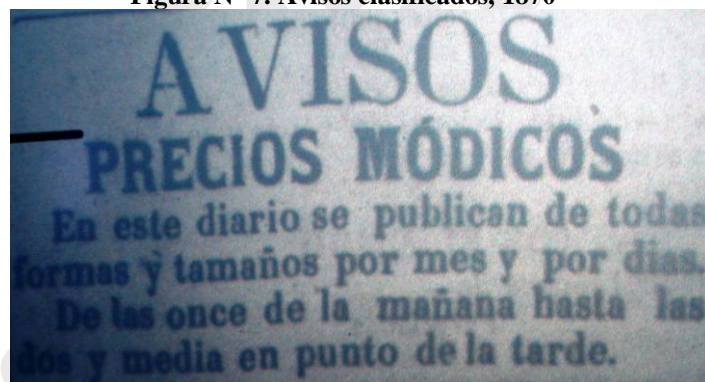 Figura N° 7. Avisos clasificados, 1870
AVISOS
PRECIOS MÓDICOS
En este diario se publican de todas
formas y tamaños por mes y por dias.
De las once de la mañana hasta las
dos y media en punto de la tarde.